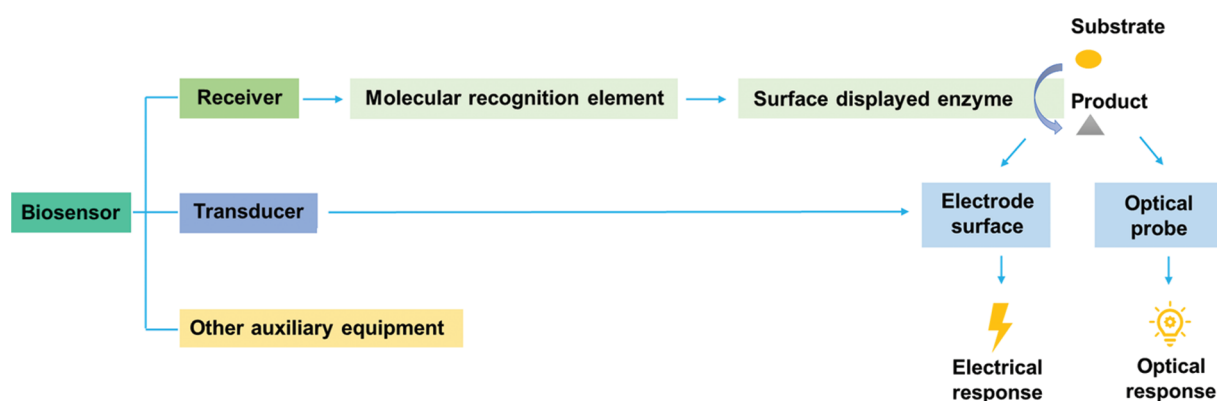 Substrate
Receiver
Molecular recognition element
Surface displayed enzyme
Product
Biosensor
Transducer
Electrode
surface
Optical
probe
Other auxiliary equipment
Electrical
response
Optical
response